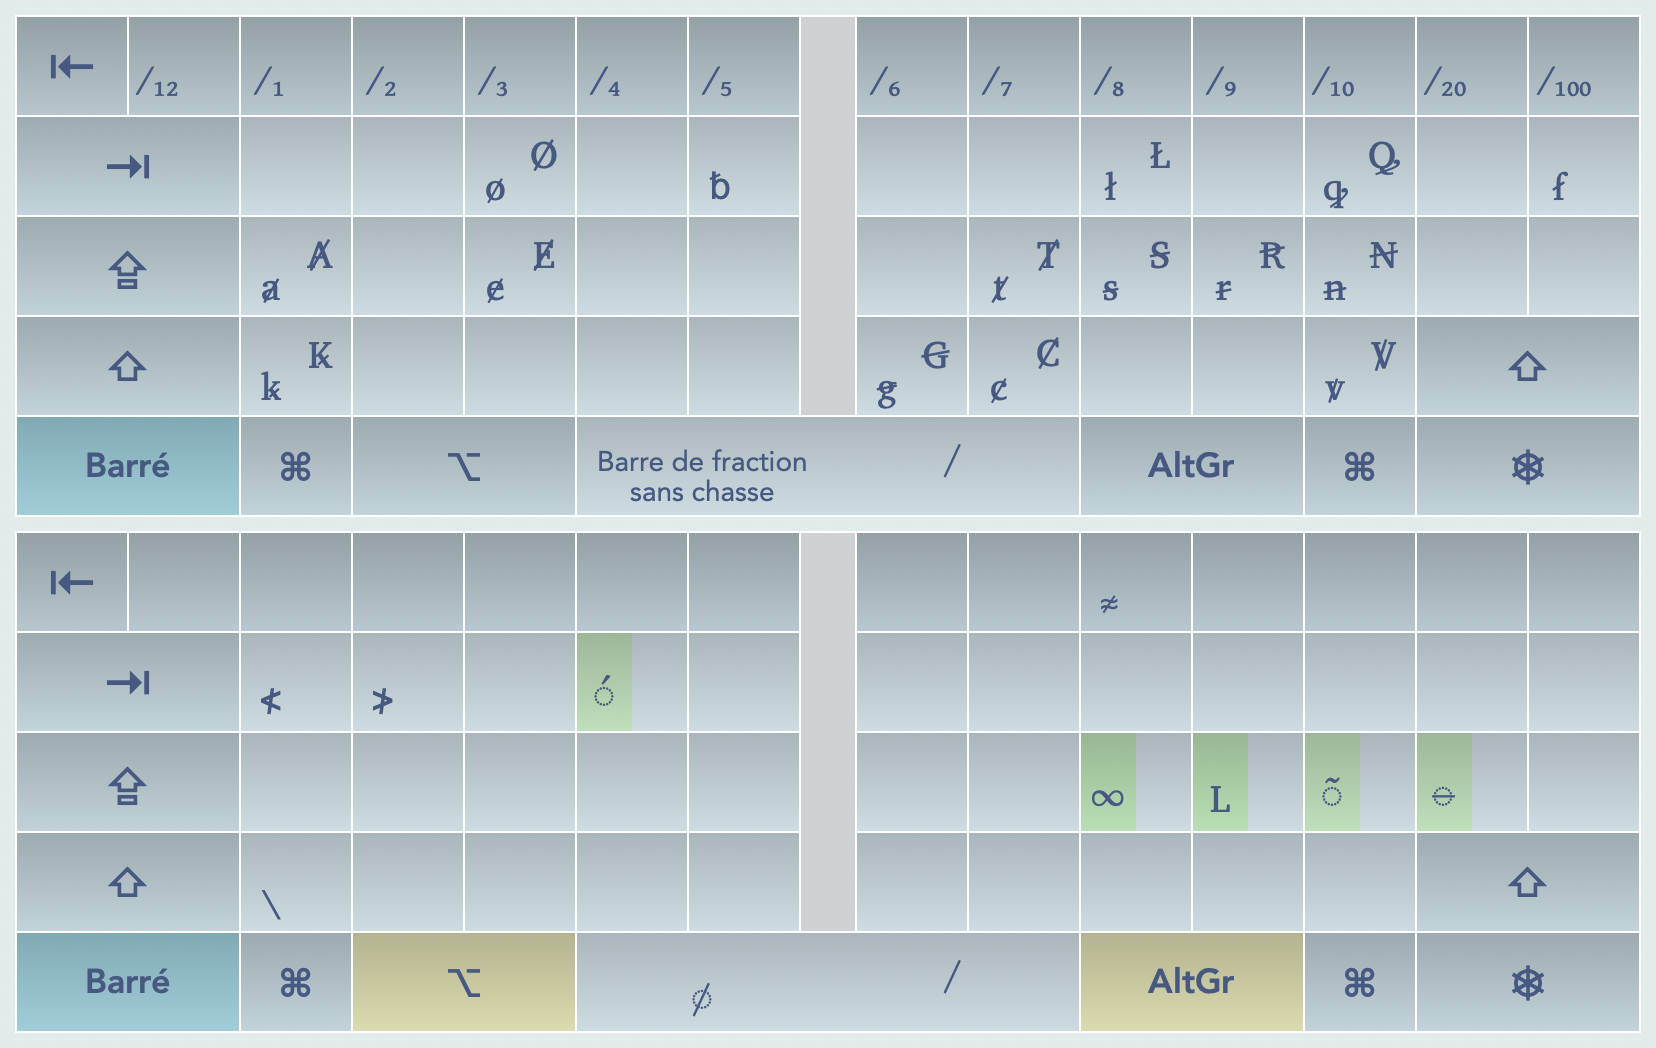 ⇤ ⁄₁₂ ⁄₁ ⁄₂ ⁄₃ ⁄₄ ⁄₅ ⁄₆ ⁄₇ ⁄₈ ⁄₉ ⁄₁₀ ⁄₂₀ ⁄₁₀₀
⇥ ø Ø ƀ ł Ł ꝗ Ꝗ ẜ
a̸ Ⱥ ɇ Ɇ t̸ Ⱦ s̵ S̵ ɍ Ɍ n̵ N̵
ꝃ Ꝃ ǥ Ǥ ȼ Ȼ v̸ V̸
Barré ⌘ ⌥ Barre de fraction / AltGr ⌘ ⎈
sans chasse
⇤ ≉
⇥ ≮ ≯ ◌́
∞ L ◌̃ ◌̵
\
Barré ⌘ ⌥ ◌̸ / AltGr ⌘ ⎈